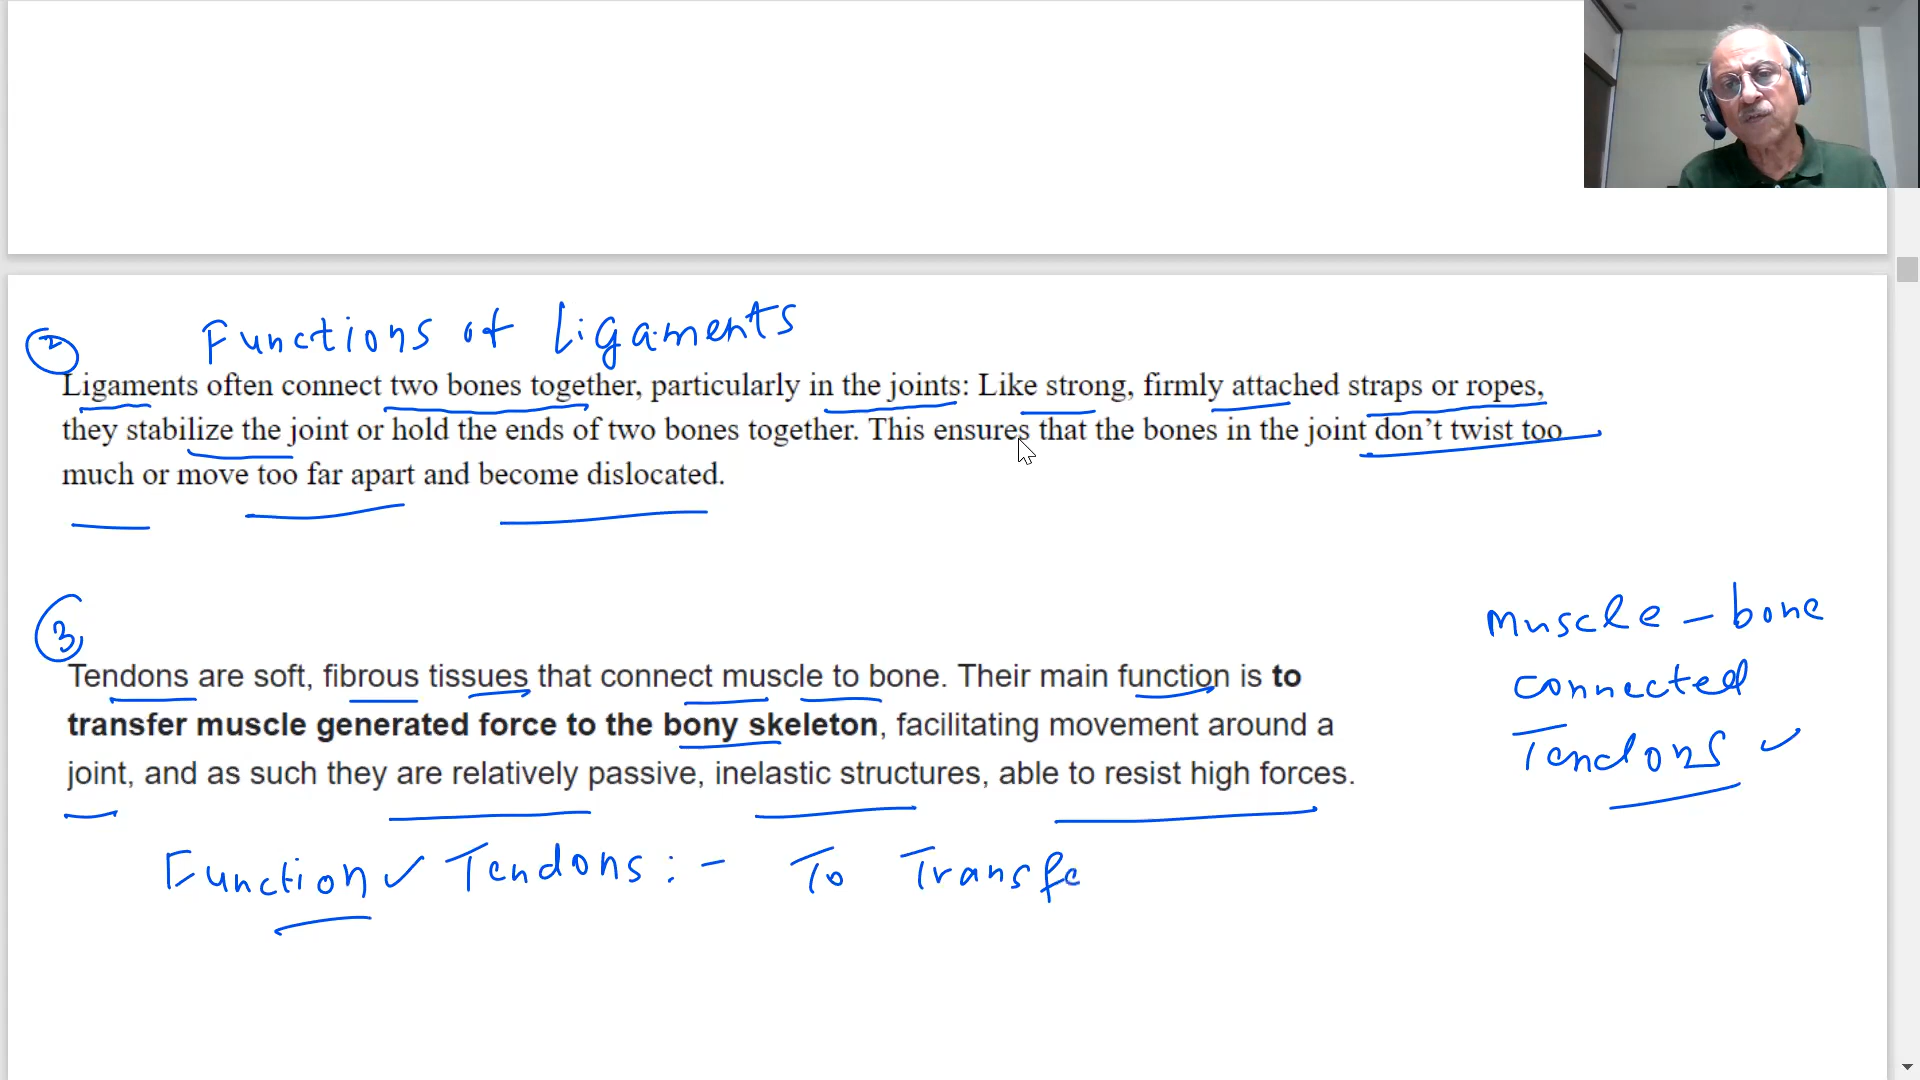 2 Functions of Ligaments
Ligaments often connect two bones together, particularly in the joints: Like strong, firmly attached straps or ropes,
they stabilize the joint or hold the ends of two bones together. This ensures that the bones in the joint don’t twist too
much or move too far apart and become dislocated.
3
Tendons are soft, fibrous tissues that connect muscle to bone. Their main function is to
transfer muscle generated force to the bony skeleton, facilitating movement around a
joint, and as such they are relatively passive, inelastic structures, able to resist high forces.
Muscle – bone
connected
Tendons ✓
Function ✓ Tendons :- To Transfe